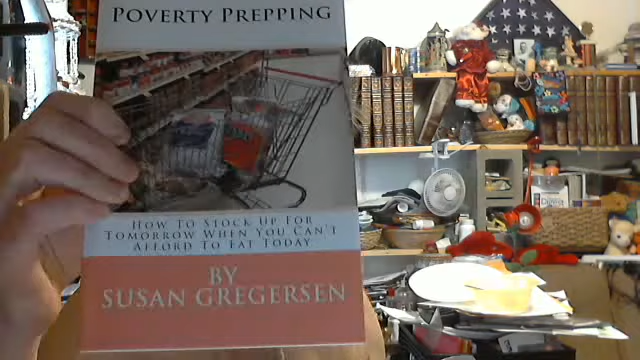 Poverty Prepping
How To Stock Up For
Tomorrow When You Can't
Afford To Eat Today
BY
SUSAN GREGERSEN